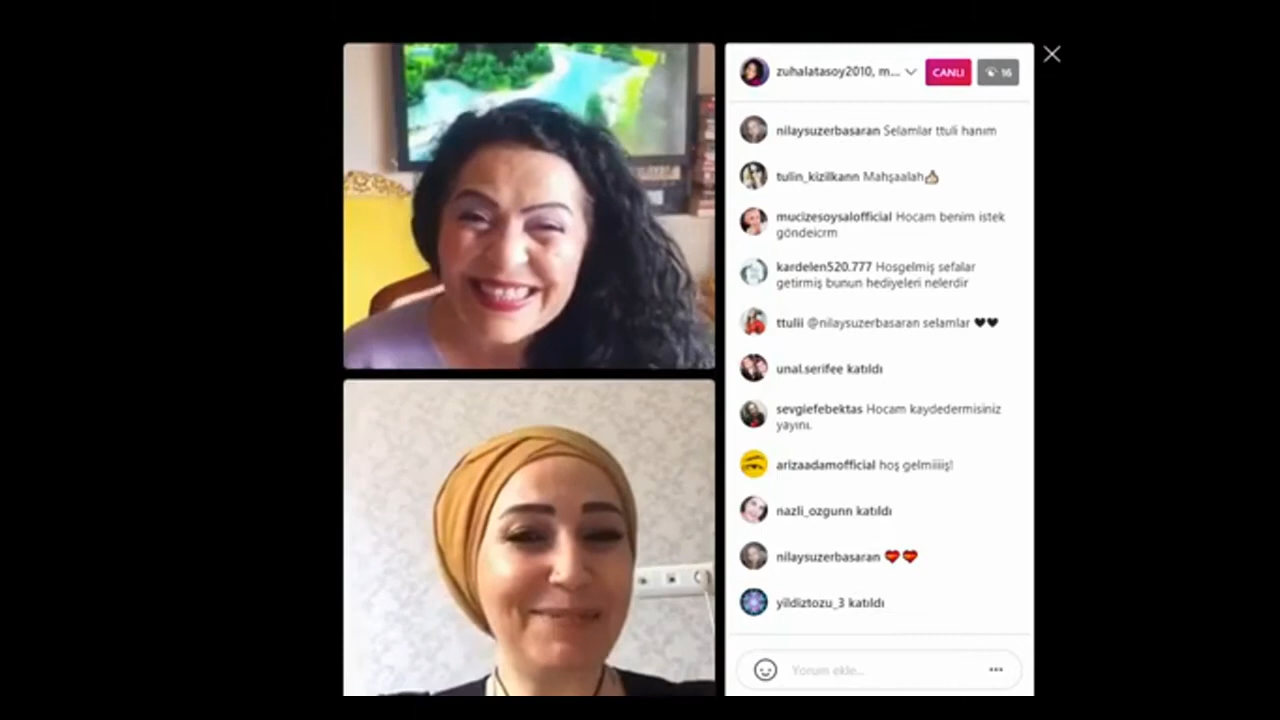 zuhalatasoy2010, m...
CANLI
16
nilaysuzerbasaran Selamlar ttuli hanım
tulin_kizilkann Mahşaalah👍
mucizesoysalofficial Hocam benim istek
göndeicrm
kardelen520.777 Hosgelmiş sefalar
getirmiş bunun hediyeleri nelerdir
ttulii @nilaysuzerbasaran selamlar 🖤🖤
unal.serifee katıldı
sevgiefebektas Hocam kaydedermisiniz
yayını.
arizaadamofficial hoş gelmiiiiş!
nazli_ozgunn katıldı
nilaysuzerbasaran ❤️❤️
yildiztozu_3 katıldı
Yorum ekle...